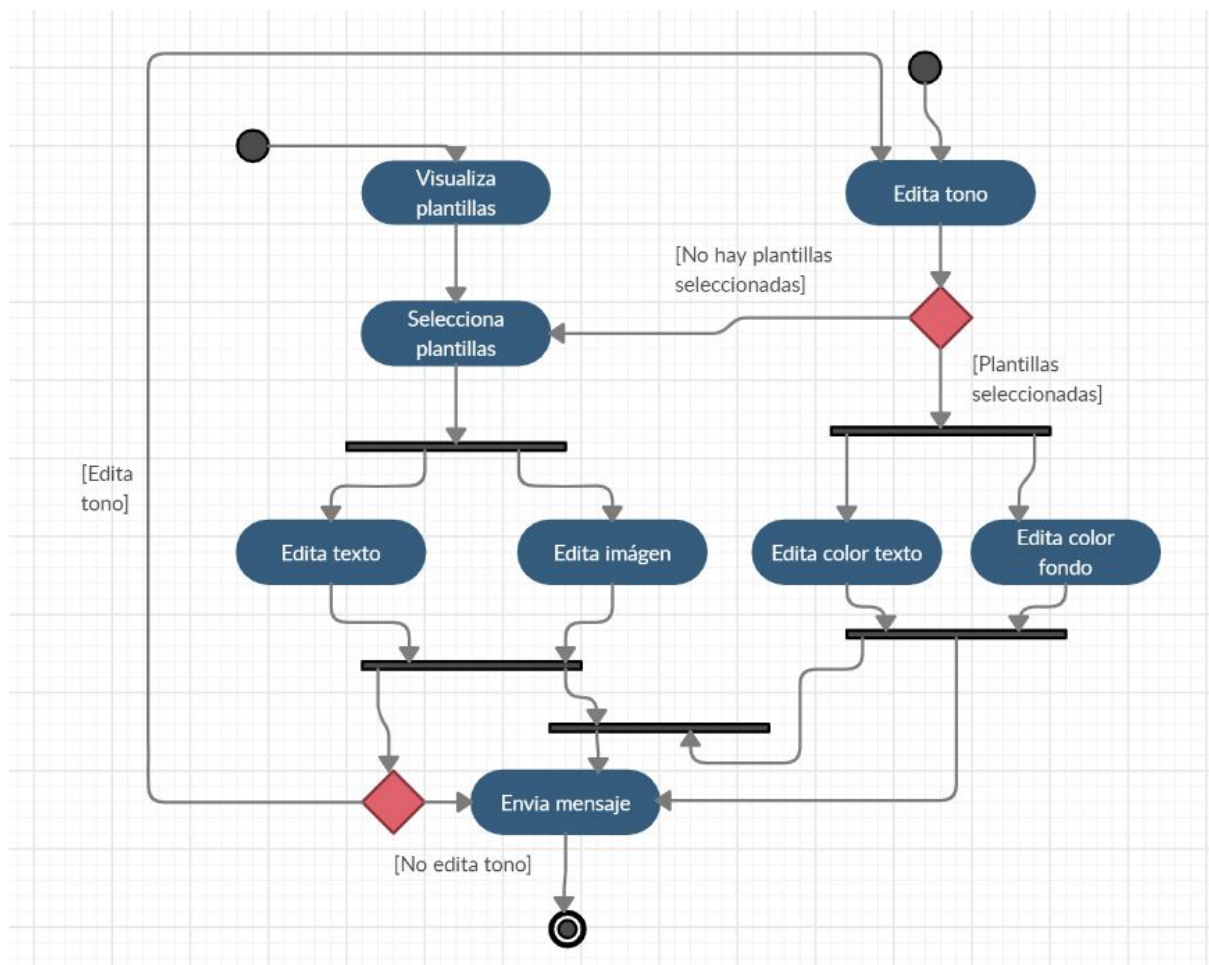 Visualiza
plantillas
Edita tono
[No hay plantillas
seleccionadas]
Selecciona
plantillas
[Plantillas
seleccionadas]
[Edita
tono]
Edita texto
Edita imágen
Edita color texto
Edita color
fondo
Envia mensaje
[No edita tono]